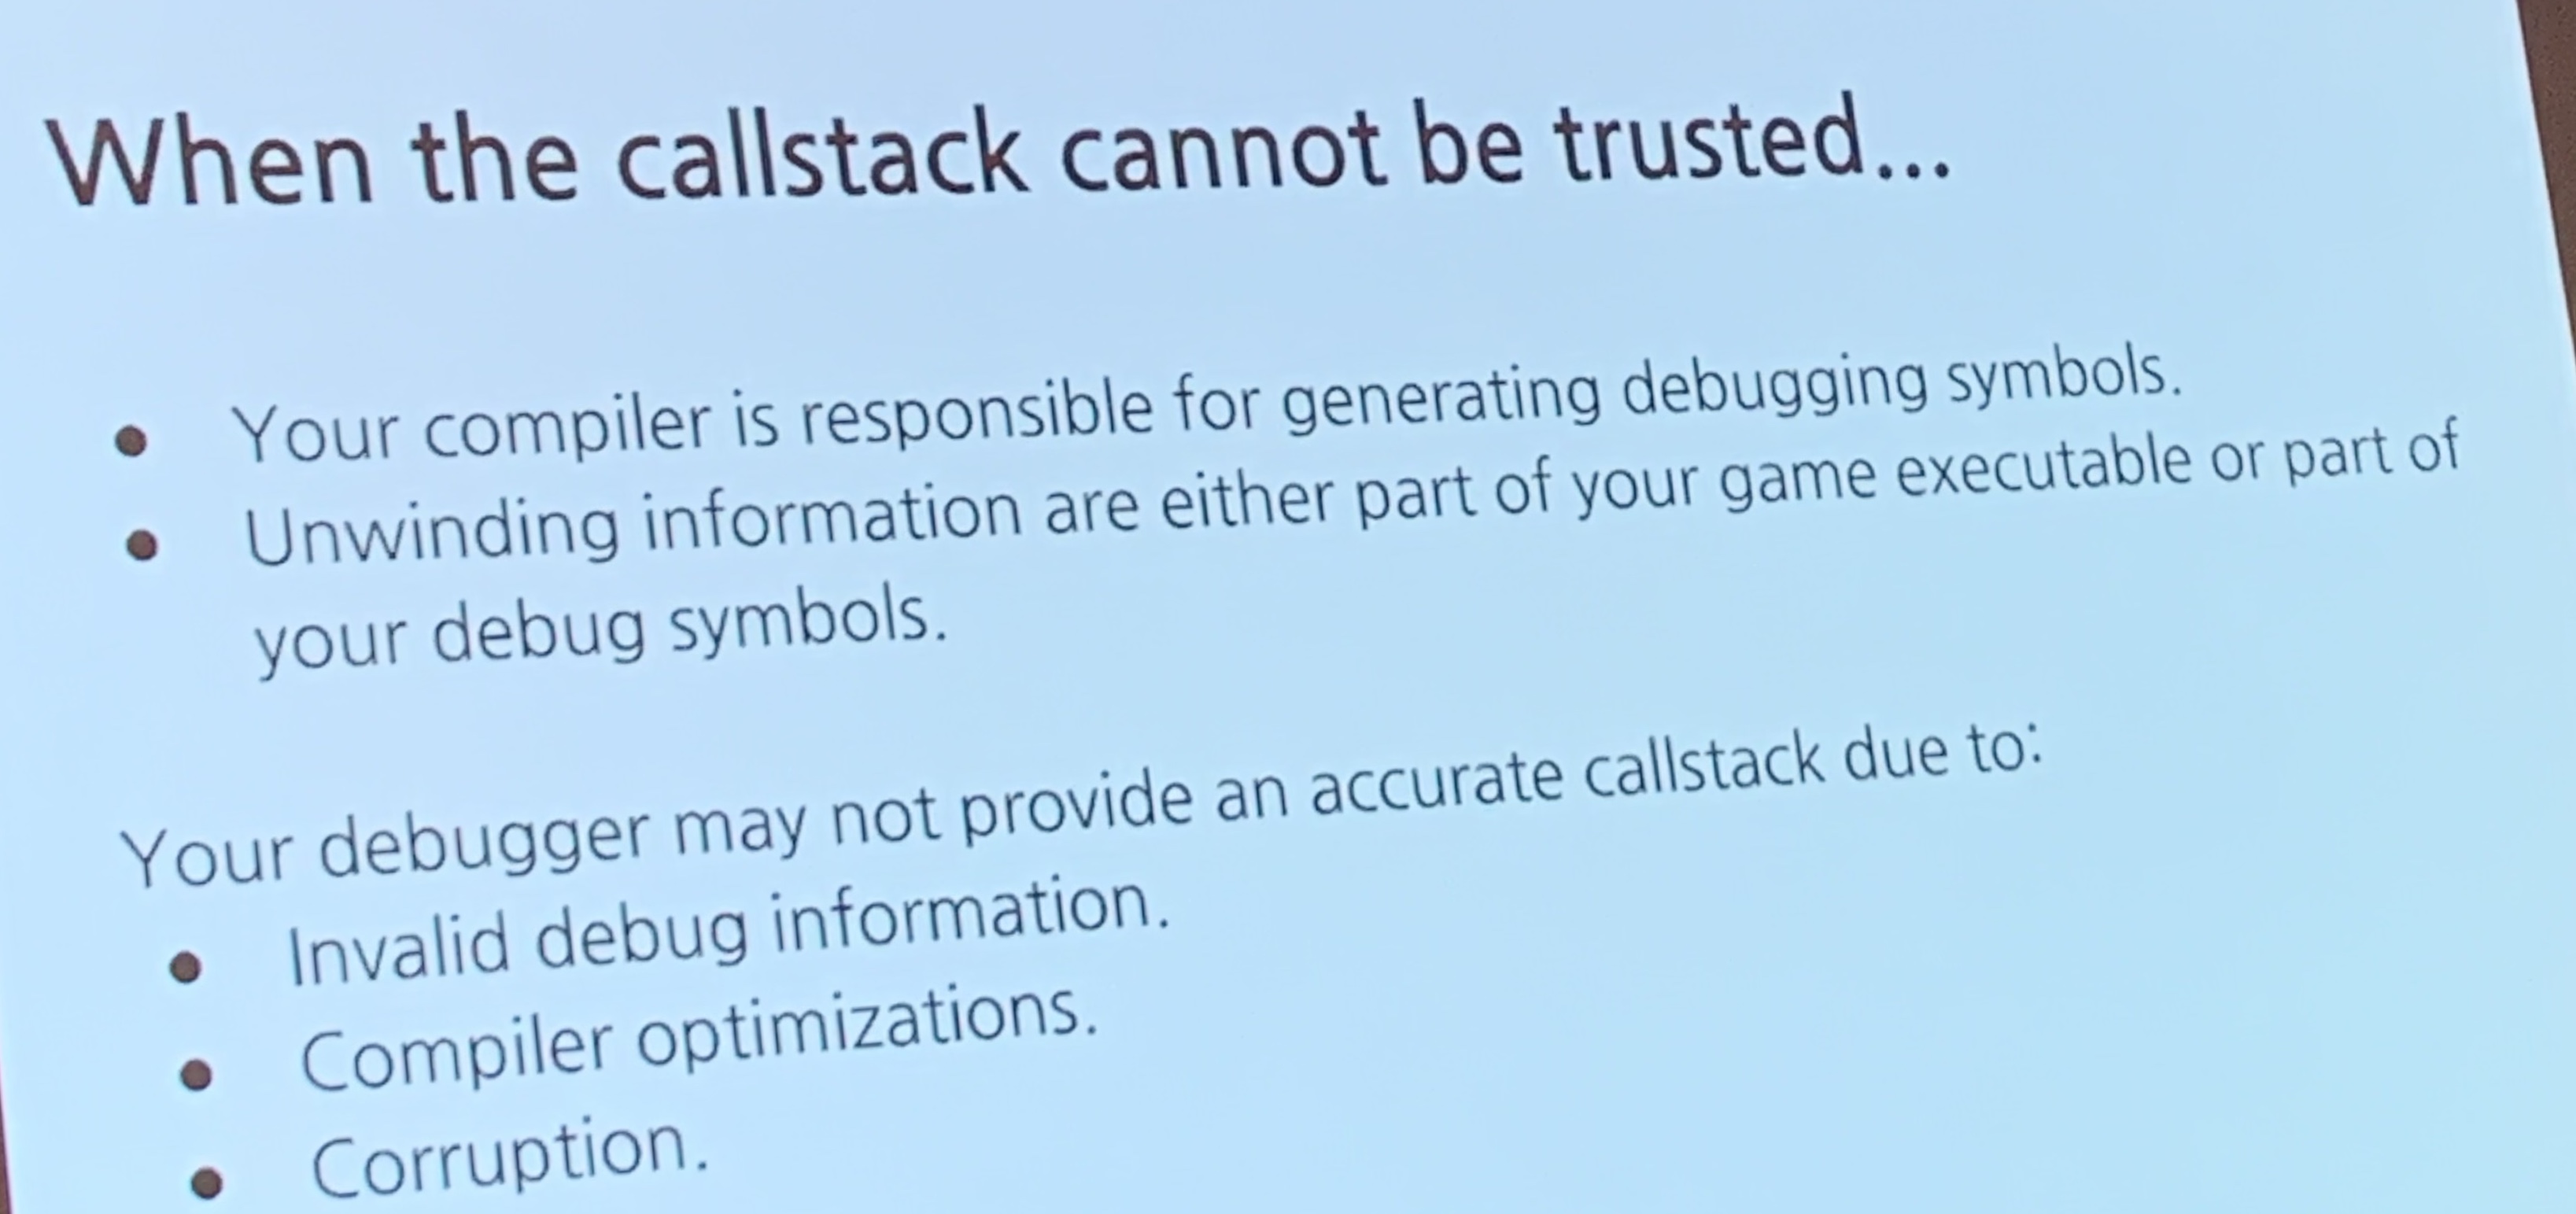 When the callstack cannot be trusted...
• Your compiler is responsible for generating debugging symbols.
• Unwinding information are either part of your game executable or part of
your debug symbols.
Your debugger may not provide an accurate callstack due to:
• Invalid debug information.
• Compiler optimizations.
• Corruption.